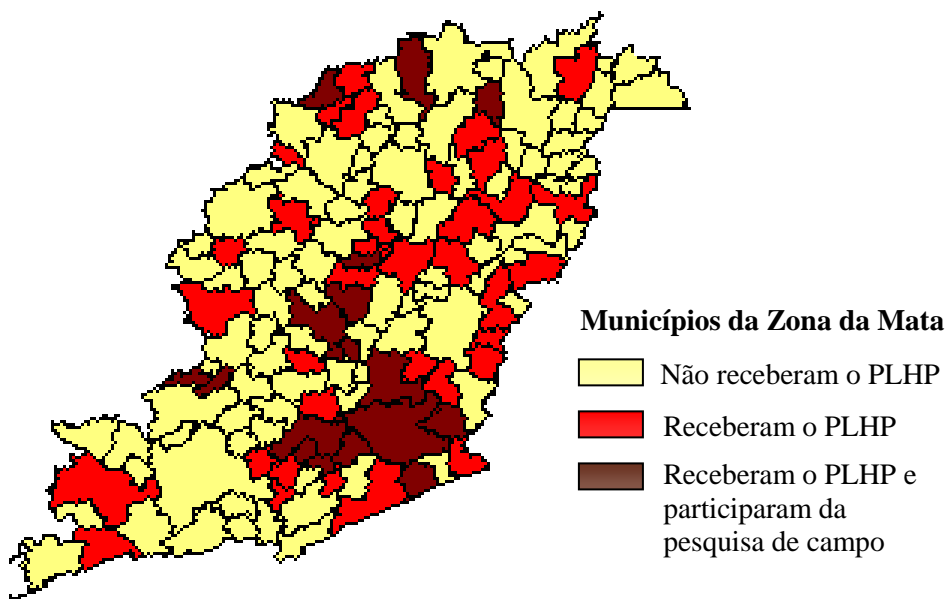 Municípios da Zona da Mata
Não receberam o PLHP
Receberam o PLHP
Receberam o PLHP e
participaram da
pesquisa de campo